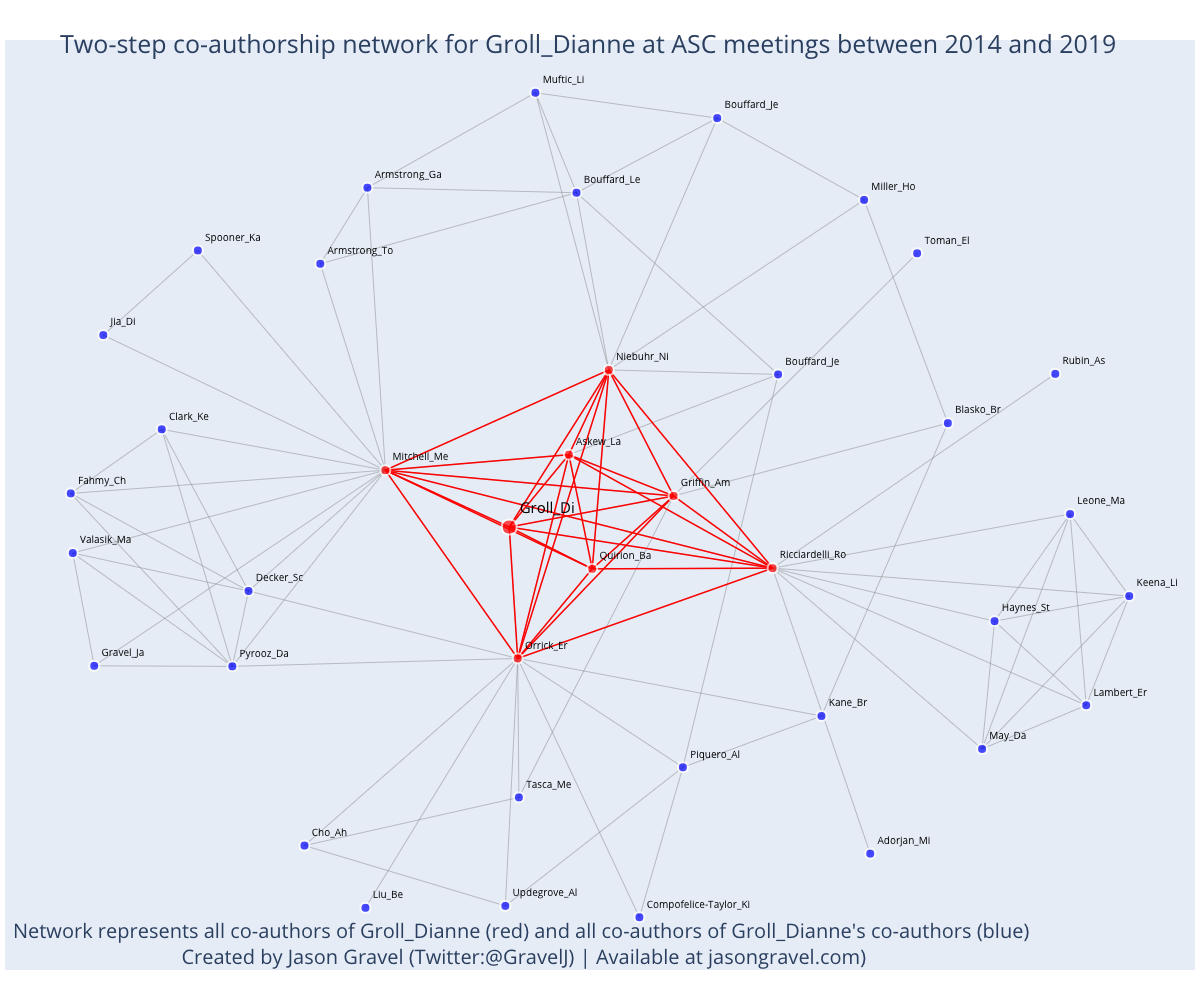 Two-step co-authorship network for Groll_Dianne at ASC meetings between 2014 and 2019
Muftic_Li
Bouffard_Je
Armstrong_Ga
Bouffard_Le
Miller_Ho
Spooner_Ka
Armstrong_To
Toman_El
Jia_Di
Niebuhr_Ni
Bouffard_Je
Rubin_As
Clark_Ke
Blasko_Br
Askew_La
Mitchell_Me
Fahmy_Ch
Griffin_Am
Leone_Ma
Groll_Di
Valasik_Ma
Quirion_Ba
Ricciardelli_Ro
Decker_Sc
Keena_Li
Haynes_St
Gravel_Ja
Pyrooz_Da
Orrick_Er
Lambert_Er
Kane_Br
May_Da
Piquero_Al
Tasca_Me
Cho_Ah
Adorjan_Mi
Liu_Be
Updegrove_Al
Compofelice-Taylor_Ki
Network represents all co-authors of Groll_Dianne (red) and all co-authors of Groll_Dianne's co-authors (blue)
Created by Jason Gravel (Twitter:@GravelJ) | Available at jasongravel.com)